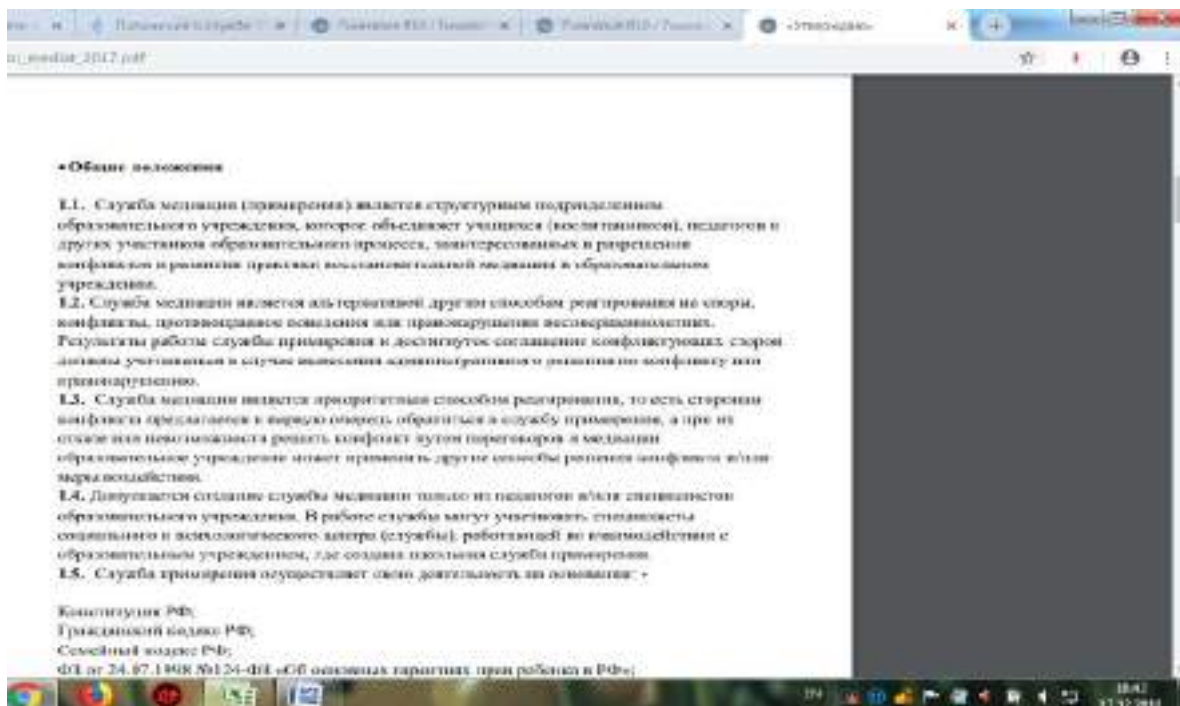 «Утверждаю»
mediat_2017.pdf
•Общие положения
1.1. Служба медиации (примирения) является структурным подразделением
образовательного учреждения, которое объединяет учащихся (воспитанников), педагогов и
других участников образовательного процесса, заинтересованных в разрешении
конфликтов и развитии практики восстановительной медиации в образовательном
учреждении.
1.2. Служба медиации является альтернативой другим способам реагирования на споры,
конфликты, противоправное поведения или правонарушения несовершеннолетних.
Результаты работы службы примирения и достигнутое соглашение конфликтующих сторон
должны учитываться в случае вынесения административного решения по конфликту или
правонарушению.
1.3. Служба медиации является приоритетным способом реагирования, то есть сторонам
конфликта предлагается в первую очередь обратиться в службу примирения, а при их
отказе или невозможности решить конфликт путем переговоров и медиации
образовательное учреждение может применить другие способы решения конфликта и/или
меры воздействия.
1.4. Допускается создание службы медиации только из педагогов и/или специалистов
образовательного учреждения. В работе службы могут участвовать специалисты
социального и психологического центра (службы), работающей во взаимодействии с
образовательным учреждением, где создана школьная служба примирения.
1.5. Служба примирения осуществляет свою деятельность на основании: •
Конституции РФ;
Гражданский кодекс РФ;
Семейный кодекс РФ;
ФЗ от 24.07.1998 №124-ФЗ «Об основных гарантиях прав ребенка в РФ»;
EN